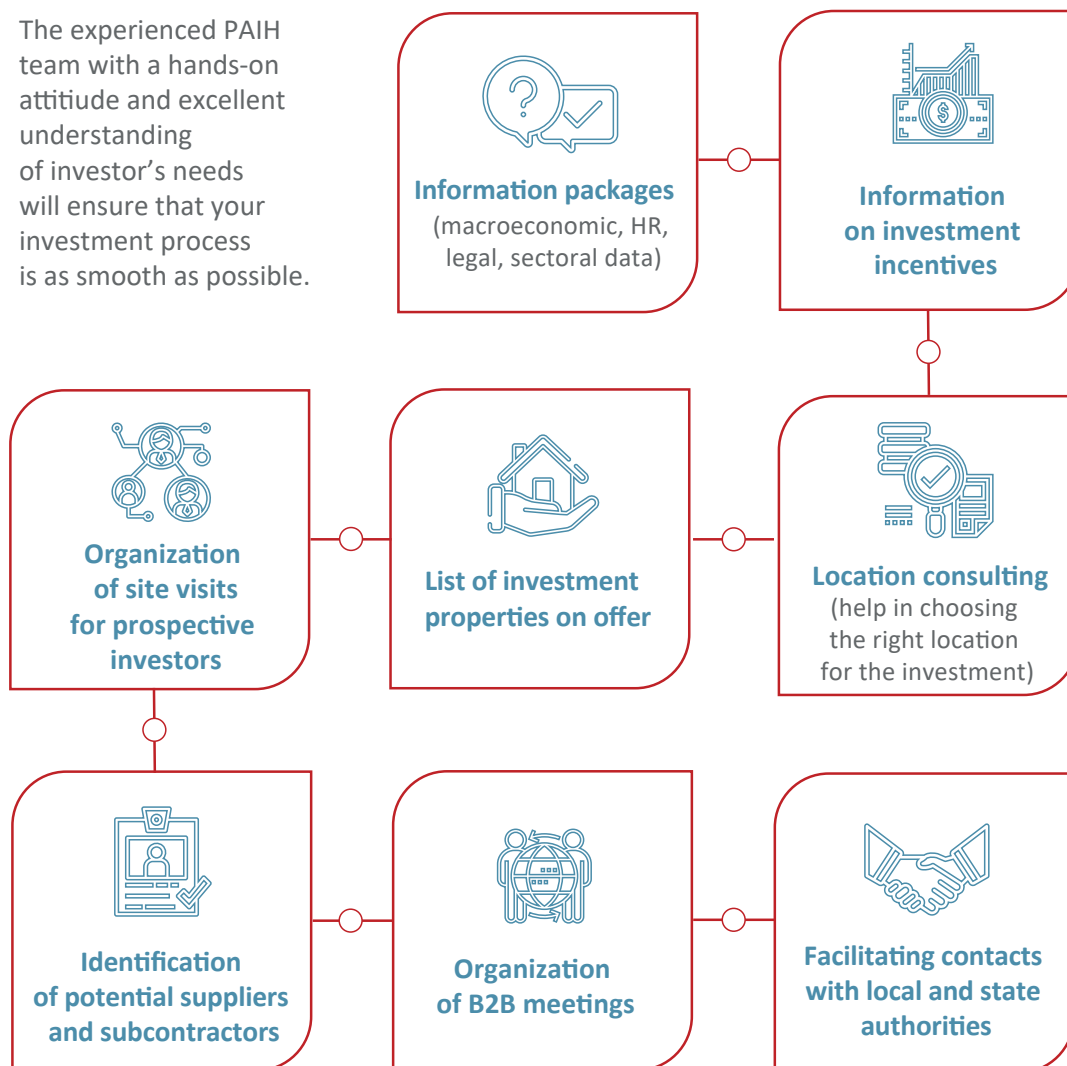 The experienced PAIH
team with a hands-on
attitiude and excellent
understanding
of investor’s needs
will ensure that your
investment process
is as smooth as possible.
Information packages
(macroeconomic, HR,
legal, sectoral data)
Information
on investment
incentives
Organization
of site visits
for prospective
investors
List of investment
properties on offer
Location consulting
(help in choosing
the right location
for the investment)
Identification
of potential suppliers
and subcontractors
Organization
of B2B meetings
Facilitating contacts
with local and state
authorities